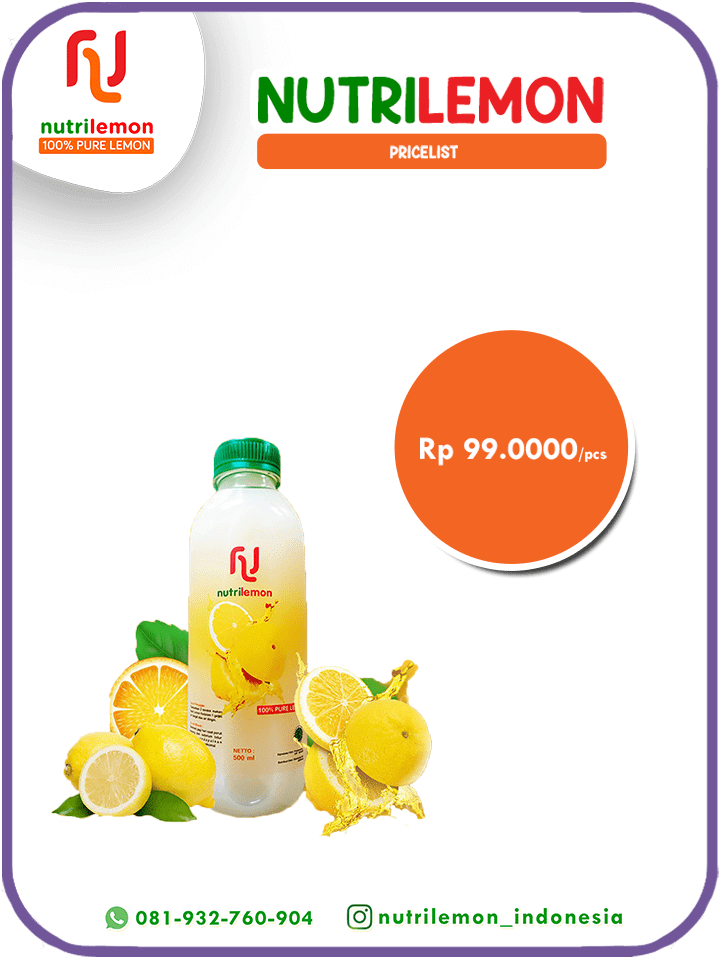 nutrilemon
100% PURE LEMON
NUTRILEMON
PRICELIST
Rp 99.0000/pcs
nutrilemon
100% PURE
NETTO :
500 ml
081-932-760-904
nutrilemon_indonesia